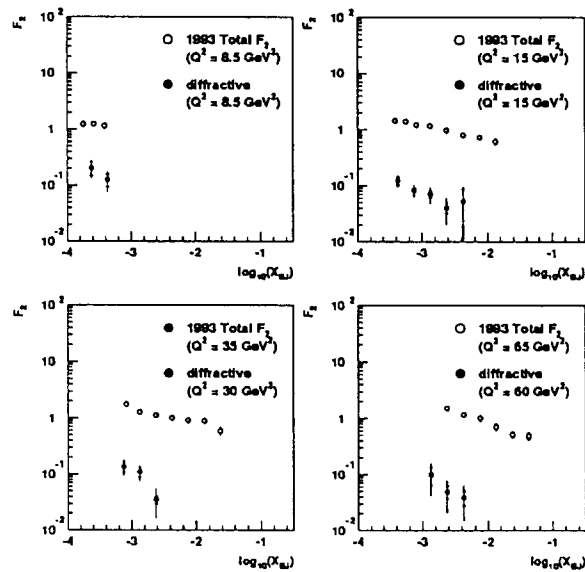 F₂
10²
10
1
10⁻¹
10⁻²
-4 -3 -2 -1
log₁₀(X_BJ)
1993 Total F₂
(Q² = 8.5 GeV²)
diffractive
(Q² = 8.5 GeV²)
F₂
10²
10
1
10⁻¹
10⁻²
-4 -3 -2 -1
log₁₀(X_BJ)
1993 Total F₂
(Q² = 15 GeV²)
diffractive
(Q² = 15 GeV²)
F₂
10²
10
1
10⁻¹
10⁻²
-4 -3 -2 -1
log₁₀(X_BJ)
1993 Total F₂
(Q² = 35 GeV²)
diffractive
(Q² = 30 GeV²)
F₂
10²
10
1
10⁻¹
10⁻²
-4 -3 -2 -1
log₁₀(X_BJ)
1993 Total F₂
(Q² = 65 GeV²)
diffractive
(Q² = 60 GeV²)